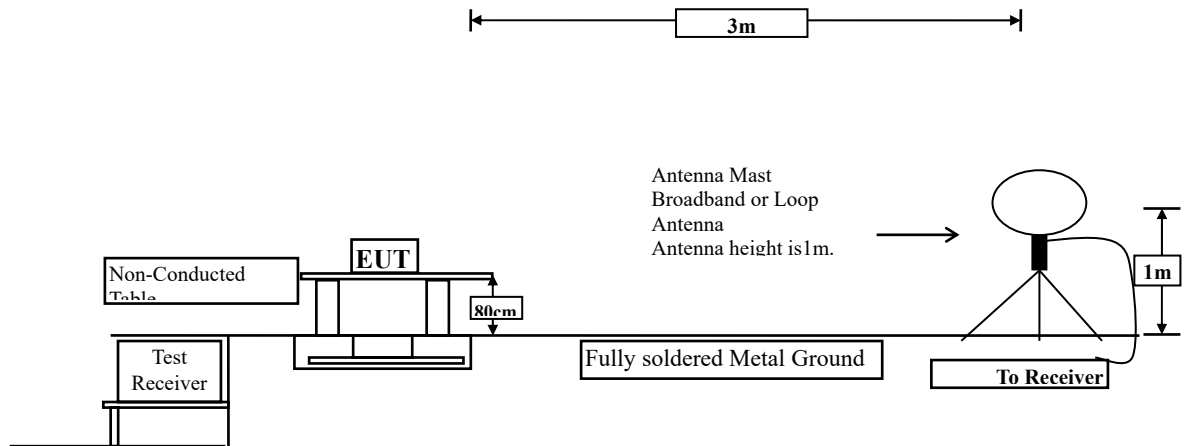 3m
Antenna Mast
Broadband or Loop
Antenna
Antenna height is1m.
EUT
Non-Conducted
Table
80cm
1m
Test
Receiver
Fully soldered Metal Ground
To Receiver